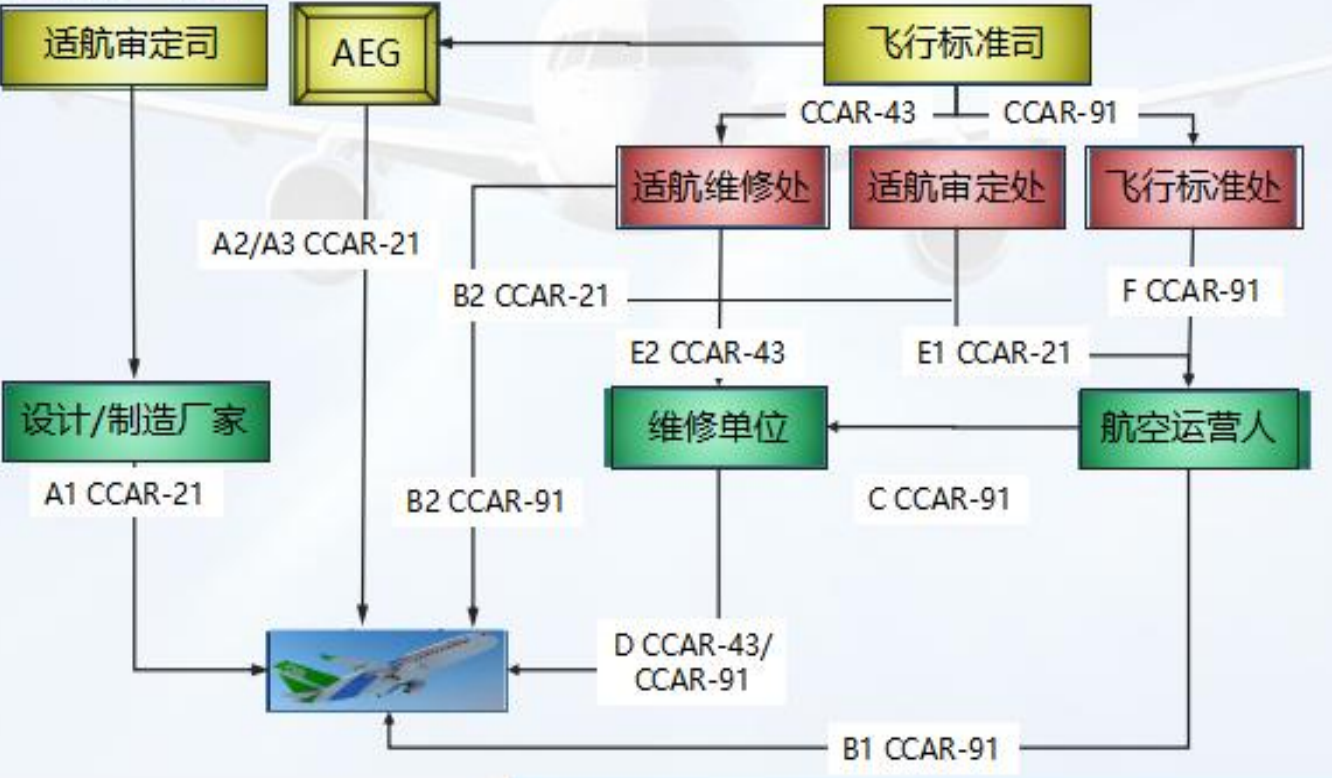 适航审定司
AEG
飞行标准司
CCAR-43
CCAR-91
适航维修处
适航审定处
飞行标准处
A2/A3 CCAR-21
B2 CCAR-21
F CCAR-91
E2 CCAR-43
E1 CCAR-21
设计/制造厂家
维修单位
航空运营人
A1 CCAR-21
B2 CCAR-91
C CCAR-91
D CCAR-43/
CCAR-91
B1 CCAR-91